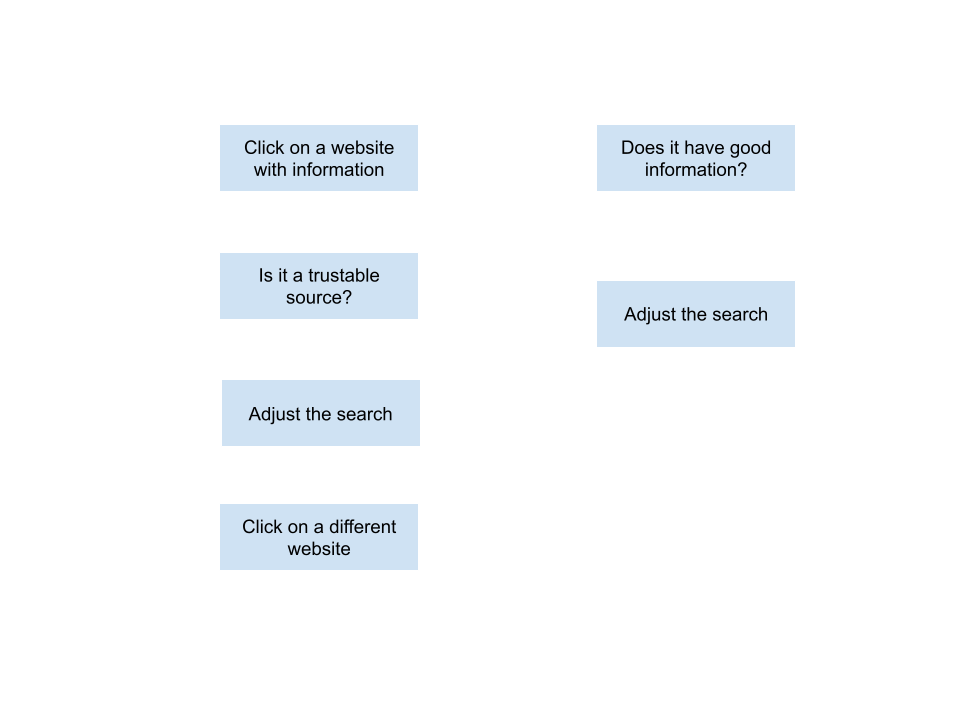 Click on a website
with information
Is it a trustable
source?
Adjust the search
Click on a different
website
Does it have good
information?
Adjust the search